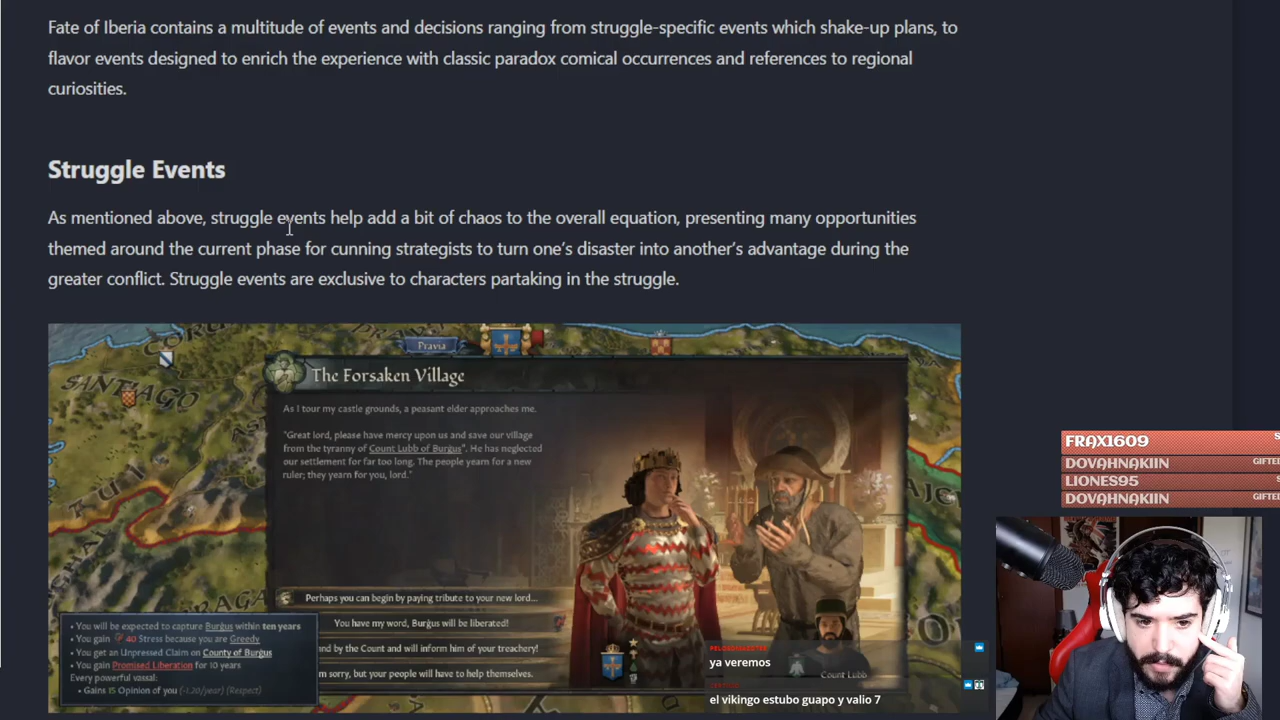 Fate of Iberia contains a multitude of events and decisions ranging from struggle-specific events which shake-up plans, to
flavor events designed to enrich the experience with classic paradox comical occurrences and references to regional
curiosities.
Struggle Events
As mentioned above, struggle events help add a bit of chaos to the overall equation, presenting many opportunities
themed around the current phase for cunning strategists to turn one's disaster into another's advantage during the
greater conflict. Struggle events are exclusive to characters partaking in the struggle.
Pravia
SANTIAGO
The Forsaken Village
As I tour my castle grounds, a peasant elder approaches me.
"Great lord, please have mercy upon us and save our village
from the tyranny of Count Lubb of Burgus". He has neglected
our settlement for far too long. The people yearn for a new
ruler; they yearn for you, lord."
Perhaps you can begin by paying tribute to your new lord...
You have my word, Burgus will be liberated!
nd by the Count and will inform him of your treachery!
m sorry, but your people will have to help themselves.
• You will be expected to capture Burgus within ten years
• You gain 40 Stress because you are Greedy
• You get an Unpressed Claim on County of Burgus
• You gain Promised Liberation for 10 years
Every powerful vassal:
• Gains 15 Opinion of you (-1.20/year) (Respect)
Count Lubb
ya veremos
el vikingo estubo guapo y valio 7
FRAX1609
DOVAHNAKIIN GIFTE
LIONES95
DOVAHNAKIIN GIFTE